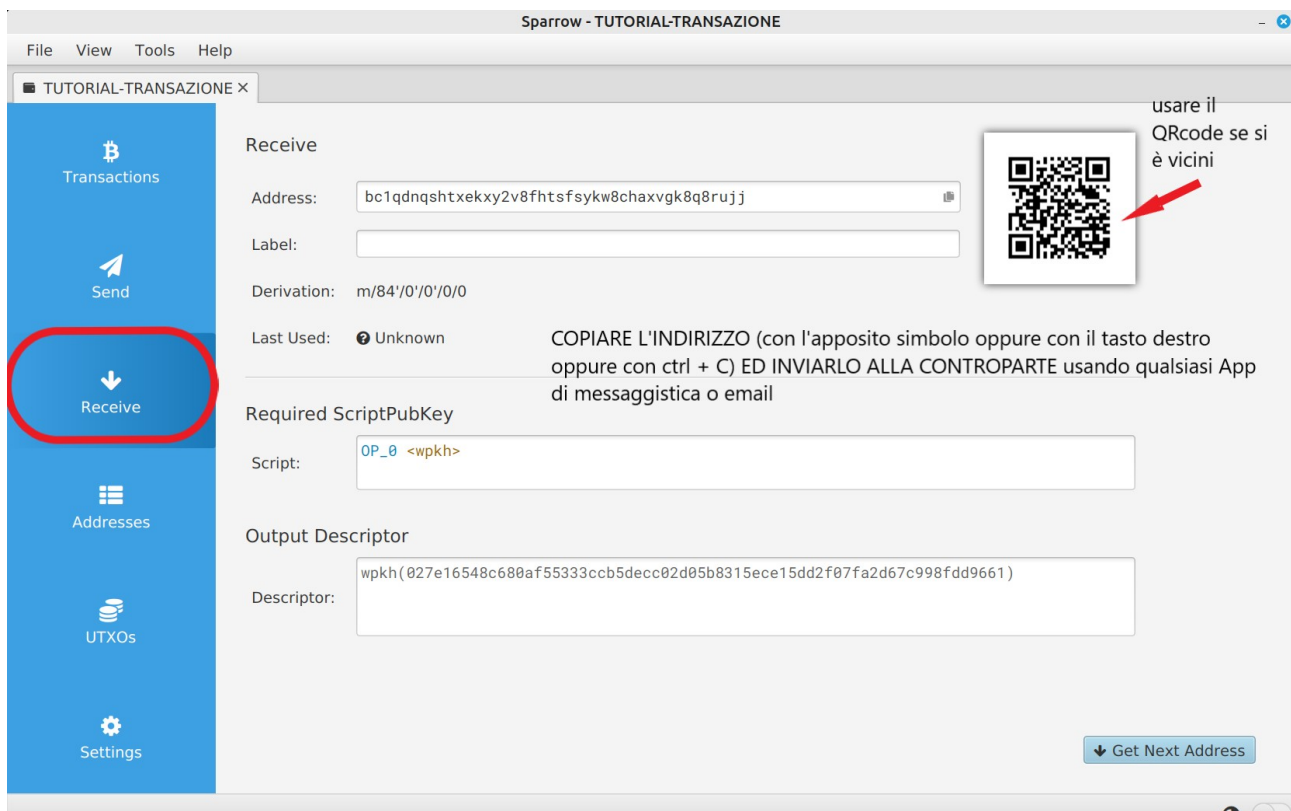 Sparrow - TUTORIAL-TRANSAZIONE
File View Tools Help
TUTORIAL-TRANSAZIONE
Transactions
Send
Receive
Addresses
UTXOs
Settings
Receive
Address: bc1qdnqshtxekxy2v8fhtsfsykw8chaxvgk8q8rujj
Label:
Derivation: m/84'/0'/0'/0/0
Last Used: Unknown
usare il
QRcode se si
è vicini
COPIARE L'INDIRIZZO (con l'apposito simbolo oppure con il tasto destro
oppure con ctrl + C) ED INVIARLO ALLA CONTROPARTE usando qualsiasi App
di messaggistica o email
Required ScriptPubKey
Script: OP_0 <wpkh>
Output Descriptor
Descriptor: wpkh(027e16548c680af55333ccb5decc02d05b8315ece15dd2f07fa2d67c998fdd9661)
Get Next Address